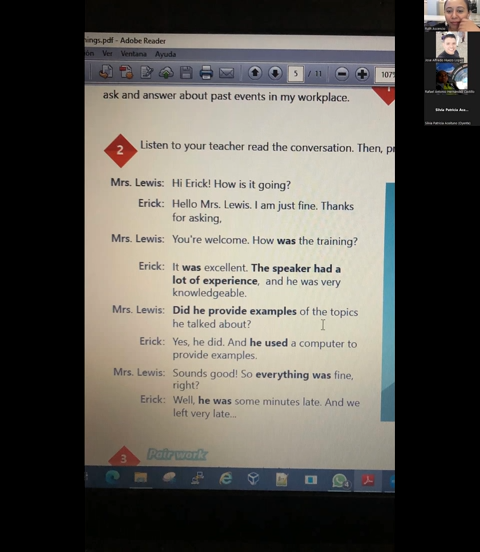 ings.pdf - Adobe Reader
ón Ver Ventana Ayuda
5 / 11
107%
ask and answer about past events in my workplace.
2 Listen to your teacher read the conversation. Then, pr
Mrs. Lewis: Hi Erick! How is it going?
Erick: Hello Mrs. Lewis. I am just fine. Thanks
for asking,
Mrs. Lewis: You're welcome. How was the training?
Erick: It was excellent. The speaker had a
lot of experience, and he was very
knowledgeable.
Mrs. Lewis: Did he provide examples of the topics
he talked about?
Erick: Yes, he did. And he used a computer to
provide examples.
Mrs. Lewis: Sounds good! So everything was fine,
right?
Erick: Well, he was some minutes late. And we
left very late...
3 Pair work
Silvia Patricia Are...